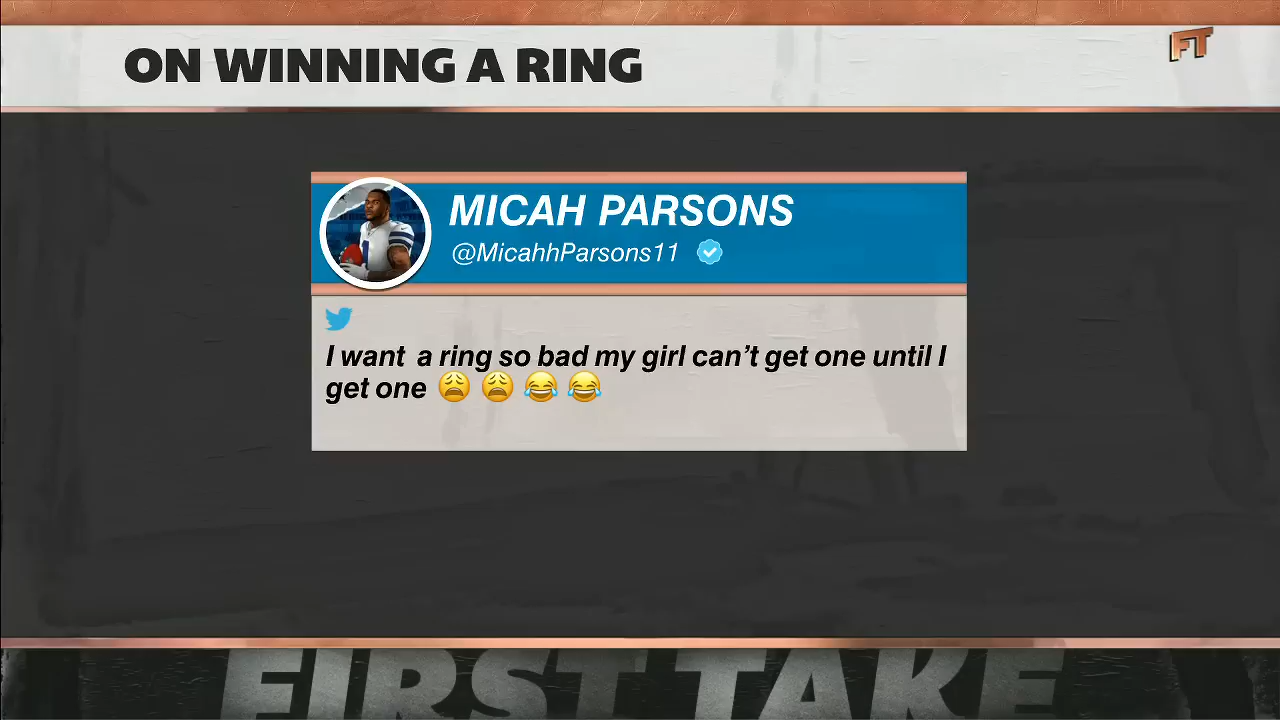 ON WINNING A RING
FT
MICAH PARSONS
@MicahhParsons11
I want a ring so bad my girl can't get one until I
get one 😩 😩 😂 😂
FIRST TAKE